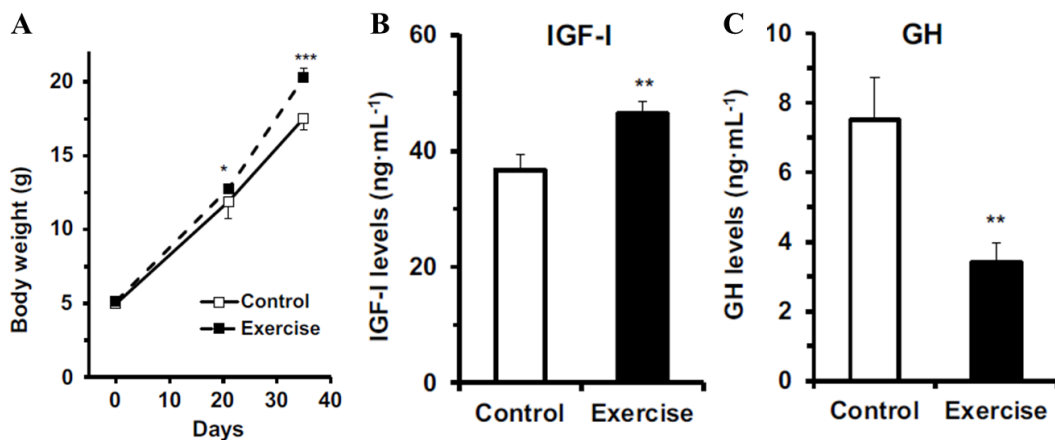 A
Body weight (g)
20
15
10
5
0
*
***
Control
Exercise
0 10 20 30 40
Days
B
IGF-I
IGF-I levels (ng·mL⁻¹)
60
40
20
0
**
Control Exercise
C
GH
GH levels (ng·mL⁻¹)
10
8
6
4
2
0
**
Control Exercise